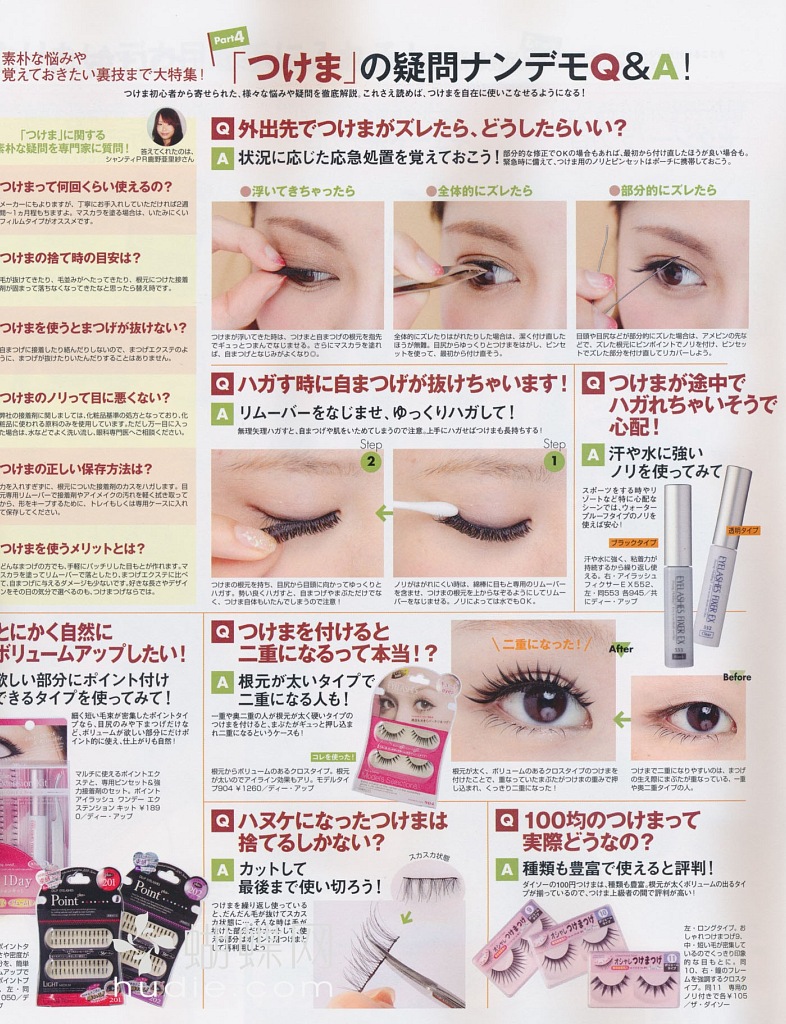 素朴な悩みや
覚えておきたい裏技まで大特集!
Part4
「つけま」の疑問ナンデモQ&A!
つけま初心者から寄せられた、様々な悩みや疑問を徹底解説。これさえ読めば、つけまを自在に使いこなせるようになる!
「つけま」に関する
素朴な疑問を専門家に質問!
答えてくれたのは、
シャンティPR鹿野亜里紗さん
つけまって何回くらい使えるの?
メーカーにもよりますが、丁寧にお手入れしていただければ2週
間〜1ヵ月程もちますよ。マスカラを塗る場合は、いたみにくい
フィルムタイプがオススメです。
つけまの捨て時の目安は?
毛が抜けてきたり、毛並みがへたってきたり、根元につけた接着
剤が固まって落ちなくなってきたなと思ったら替え時です。
つけまを使うとまつげが抜けない?
自まつげに接着したり結んだりしないので、まつげエクステのよ
うに、まつげが抜けたりいたんだりすることはありません。
つけまのノリって目に悪くない?
弊社の接着剤に関しましては、化粧品基準の処方となっており、化
粧品に使われる原料のみを使用しています。ただし万一目に入っ
た場合は、水などでよく洗い流し、眼科専門医へご相談ください。
つけまの正しい保存方法は?
力を入れすぎずに、根元についた接着剤のカスをハガします。目
元専用リムーバーで接着剤やアイメイクの汚れを軽く拭き取って
から、形をキープするために、トレイもしくは専用ケースに入れ
て保存してください。
つけまを使うメリットとは?
どんなまつげの方でも、手軽にパッチリした目もとが作れます。マ
スカラを塗ってリムーバーで落としたり、まつげエクステに比べ
て、自まつげに与えるダメージも少ないです。好きな長さやデザイ
ンをその日の気分で選べるのも、つけまつげならでは。
Q 外出先でつけまがズレたら、どうしたらいい?
A 状況に応じた応急処置を覚えておこう!
部分的な修正でOKの場合もあれば、最初から付け直したほうが良い場合も。
緊急時に備えて、つけま用のノリとピンセットはポーチに携帯しておこう。
●浮いてきちゃったら
つけまが浮いてきた時は、つけまと自まつげの根元を指先
でギュッとつまんでなじませる。さらにマスカラを塗れ
ば、自まつげとなじみがよくなり◎。
●全体的にズレたら
全体的にズレたりはがれたりした場合は、潔く付け直した
ほうが無難。目尻からゆっくりとつけまをはがし、ピンセ
ットを使って、最初から付け直そう。
●部分的にズレたら
目頭や目尻などが部分的にズレた場合は、アメピンの先な
どで、ズレた根元にピンポイントでノリを付け、ピンセッ
トでズレた部分を付け直してリカバーしよう。
Q ハガす時に自まつげが抜けちゃいます!
A リムーバーをなじませ、ゆっくりハガして!
無理矢理ハガすと、自まつげや肌をいためてしまうので注意。上手にハガせばつけまも長持ちする!
Step
1
ノリがはがれにくい時は、綿棒に目もと専用のリムーバー
を含ませ、つけまの根元を上からなぞるようにしてリムー
バーをなじませる。ノリによっては水でもOK。
Step
2
つけまの根元を持ち、目尻から目頭に向かってゆっくりと
ハガす。勢い良くハガすと、自まつげやまぶただけでな
く、つけま自体もいたんでしまうので注意!
Q つけまが途中で
ハガれちゃいそうで
心配!
A 汗や水に強い
ノリを使ってみて
スポーツをする時やリ
ゾートなど特に心配な
シーンでは、ウォーター
プルーフタイプのノリを
使えば安心!
ブラックタイプ
透明タイプ
汗や水に強く、粘着力が
持続するから繰り返し使
える。右・アイラッシュ
フィクサーEX552、
左・同553 各945/共
にディー・アップ
EYELASHES FIXER EX
553
EYELASHES FIXER EX
552
とにかく自然に
ボリュームアップしたい!
欲しい部分にポイント付け
できるタイプを使ってみて!
細く短い毛束が密集したポイントタイ
プなら、目尻のみや下まつげだけな
ど、ボリュームが欲しい部分にだけポ
イント的に使え、仕上がりも自然!
マルチに使えるポイントエク
ステと、専用ピンセット&強
力接着剤のセット。ポイント
アイラッシュ ワンデー エク
ステンション キット ¥189
0/ディー・アップ
1Day
Point
201
LIGHT
Point
202
Q つけまを付けると
二重になるって本当!?
A 根元が太いタイプで
二重になる人も!
一重や奥二重の人が根元が太く硬いタイプの
つけまを付けると、まぶたがギュっと押し込ま
れ二重になるというケースも!
コレを使った!
根元からボリュームのあるクロスタイプ。根元
が太いのでアイライン効果もアリ。モデルタイ
プ904 ¥1260/ディー・アップ
二重になった!
After
根元が太く、ボリュームのあるクロスタイプのつけまを
付けたことで、重なっていたまぶたがつけまの重みで押
し込まれ、くっきり二重になった!
Before
つけまで二重になりやすいのは、まつげ
の生え際にまぶたが重なっている、一重
や奥二重タイプの人。
Q ハヌケになったつけまは
捨てるしかない?
A カットして
最後まで使い切ろう!
スカスカ状態
つけまを繰り返し使っている
と、だんだん毛が抜けてスカス
Q 100均のつけまって
実際どうなの?
A 種類も豊富で使えると評判!
ダイソーの100円つけまは、種類も豊富。根元が太くボリュームの出るタイプ
が揃っているので、つけま上級者の間で評判が高い!
左・ロングタイプ。お
しゃれつまつげ9、
中・短い毛が密集して
いるのでくっきり印象
的な目もとに。同
10、右・瞳のフレーム
を強調するクロスタ
イプ。同11 専用の
ノリ付きで各¥105
/ザ・ダイソー
蝴蝶网
hudie.com